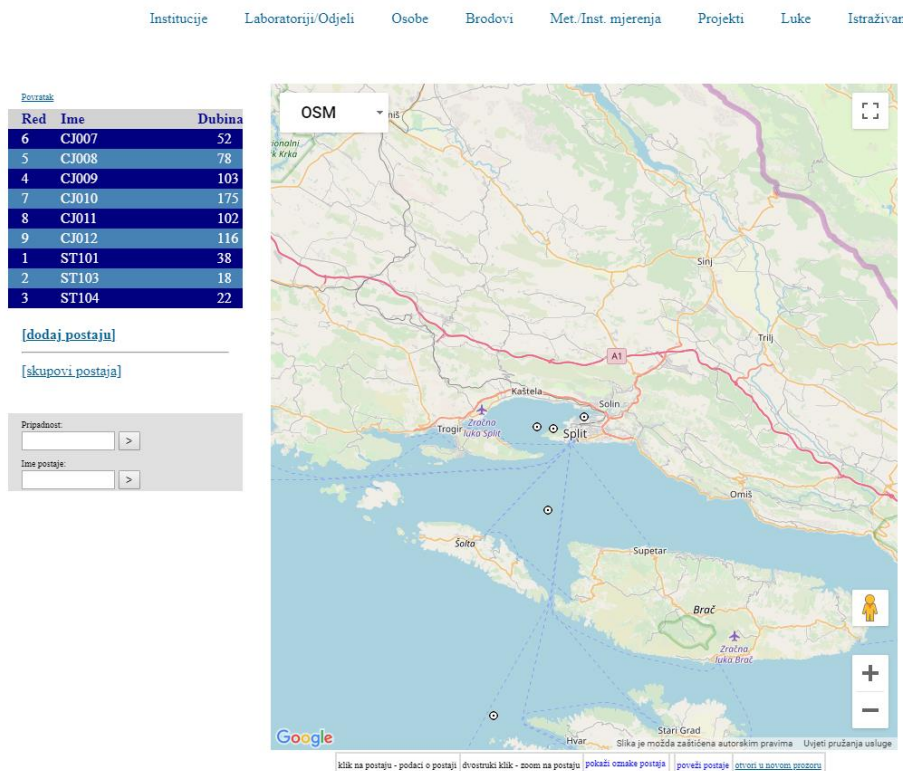 Institucije Laboratoriji/Odjeli Osobe Brodovi Met./Inst. mjerenja Projekti Luke Istraživan
Povratak
Red Ime Dubina
6 CJ007 52
5 CJ008 78
4 CJ009 103
7 CJ010 175
8 CJ011 102
9 CJ012 116
1 ST101 38
2 ST103 18
3 ST104 22
[dodaj postaju]
[skupovi postaja]
Pripadnost:
>
Ime postaje:
>
OSM
niš
ionalni
k Krka
Sinj
Trilj
A1
Kaštela
Solin
Trogir
Zračna
luka Split
Split
Omiš
Šolta
Supetar
Brač
Zračna
luka Brač
Stari Grad
Hvar
Google
Slika je možda zaštićena autorskim pravima Uvjeti pružanja usluge
klik na postaju - podaci o postaji dvostruki klik - zoom na postaju pokaži oznake postaja poveži postaje otvori u novom prozoru